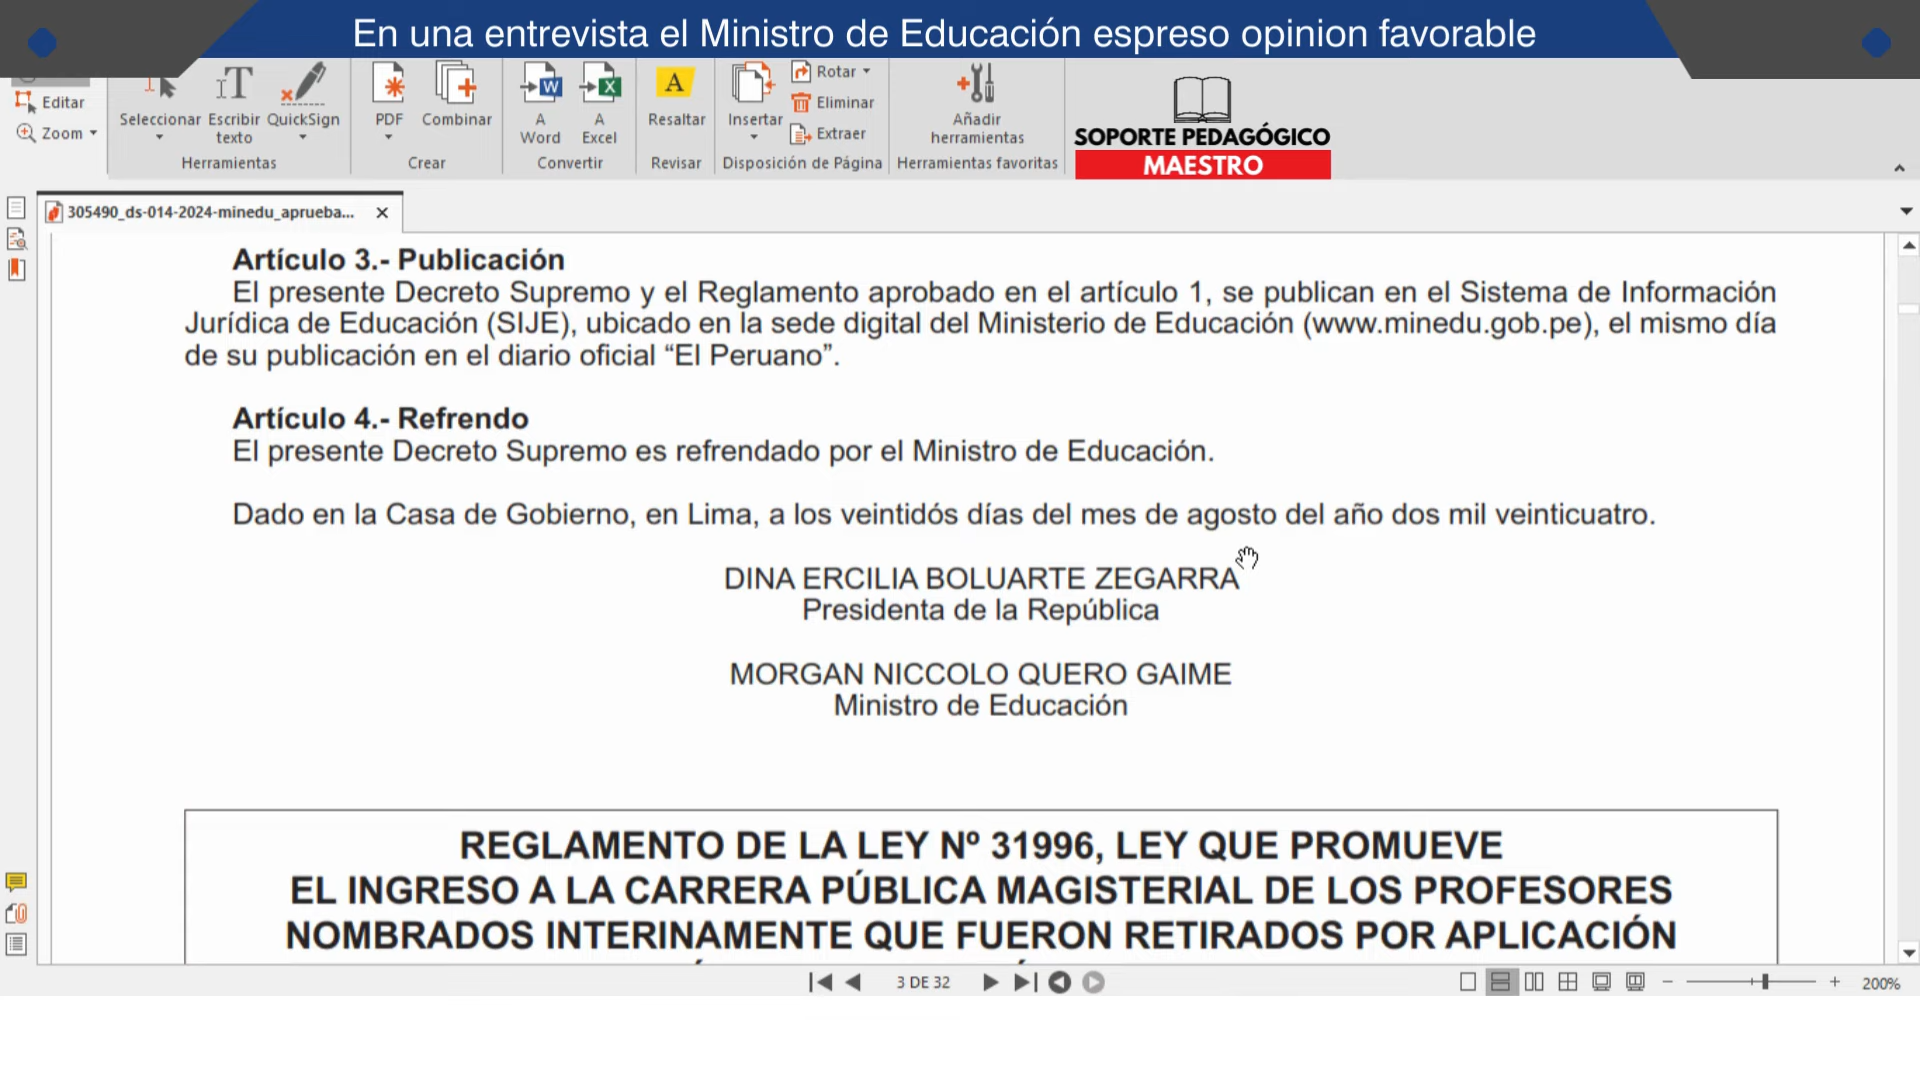 En una entrevista el Ministro de Educación espreso opinion favorable
Editar
Zoom
Seleccionar
Escribir
texto
QuickSign
Herramientas
PDF
Combinar
Crear
A
Word
A
Excel
Convertir
Resaltar
Revisar
Insertar
Rotar
Eliminar
Extraer
Disposición de Página
Añadir
herramientas
Herramientas favoritas
SOPORTE PEDAGÓGICO
MAESTRO
305490_ds-014-2024-minedu_aprueba...
Artículo 3.- Publicación
El presente Decreto Supremo y el Reglamento aprobado en el artículo 1, se publican en el Sistema de Información
Jurídica de Educación (SIJE), ubicado en la sede digital del Ministerio de Educación (www.minedu.gob.pe), el mismo día
de su publicación en el diario oficial “El Peruano”.
Artículo 4.- Refrendo
El presente Decreto Supremo es refrendado por el Ministro de Educación.
Dado en la Casa de Gobierno, en Lima, a los veintidós días del mes de agosto del año dos mil veinticuatro.
DINA ERCILIA BOLUARTE ZEGARRA
Presidenta de la República
MORGAN NICCOLO QUERO GAIME
Ministro de Educación
REGLAMENTO DE LA LEY Nº 31996, LEY QUE PROMUEVE
EL INGRESO A LA CARRERA PÚBLICA MAGISTERIAL DE LOS PROFESORES
NOMBRADOS INTERINAMENTE QUE FUERON RETIRADOS POR APLICACIÓN
3 DE 32
200%